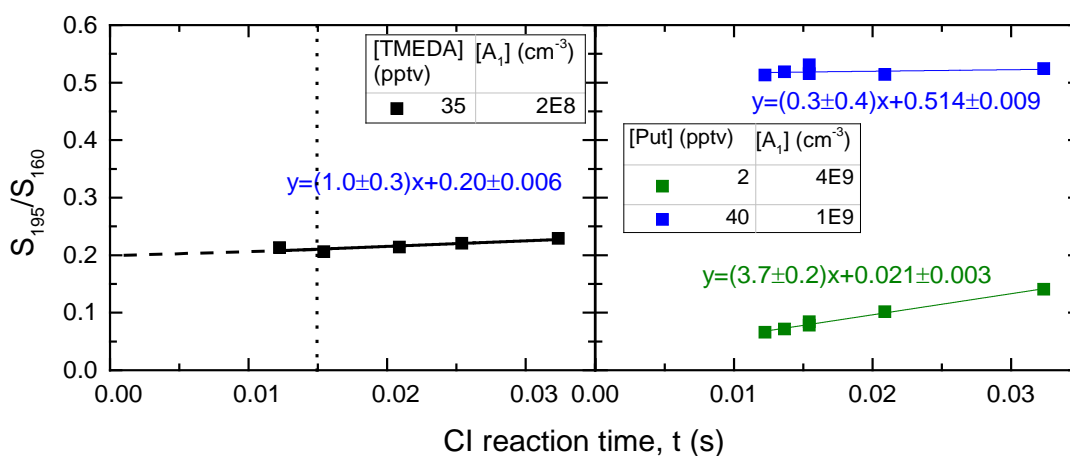 S195/S160
0.6
0.5
0.4
0.3
0.2
0.1
0.0
[TMEDA] (pptv) [A1] (cm-3)
35 2E8
y=(1.0±0.3)x+0.20±0.006
0.00 0.01 0.02 0.03
y=(0.3±0.4)x+0.514±0.009
[Put] (pptv) [A1] (cm-3)
2 4E9
40 1E9
y=(3.7±0.2)x+0.021±0.003
0.00 0.01 0.02 0.03
CI reaction time, t (s)